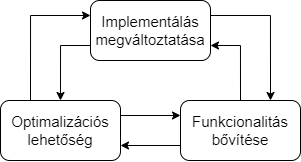 Implementálás
megváltoztatása
Optimalizációs
lehetőség
Funkcionalitás
bővítése